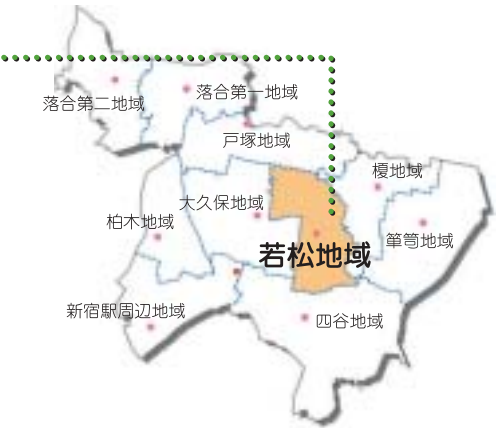 落合第一地域
落合第二地域
戸塚地域
榎地域
大久保地域
柏木地域
箪笥地域
若松地域
新宿駅周辺地域
四谷地域